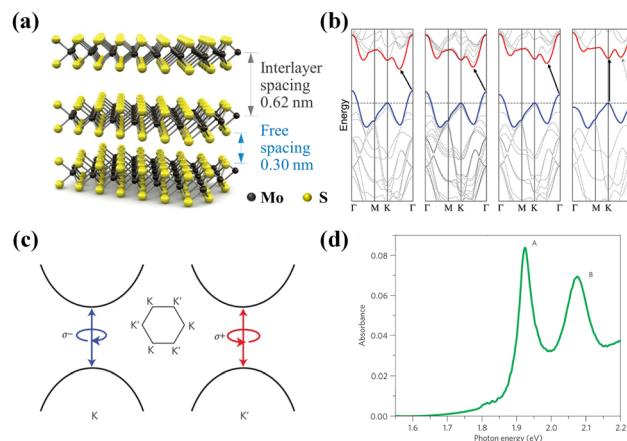 (a)
Interlayer
spacing
0.62 nm
Free
spacing
0.30 nm
Mo
S
(b)
Energy
Γ M K Γ
Γ M K Γ
Γ M K Γ
Γ M K Γ
(c)
σ−
K K'
K' K
K K'
σ+
K
K'
(d)
A
B
Absorbance
0.08
0.06
0.04
0.02
0.00
1.6 1.7 1.8 1.9 2.0 2.1 2.2
Photon energy (eV)